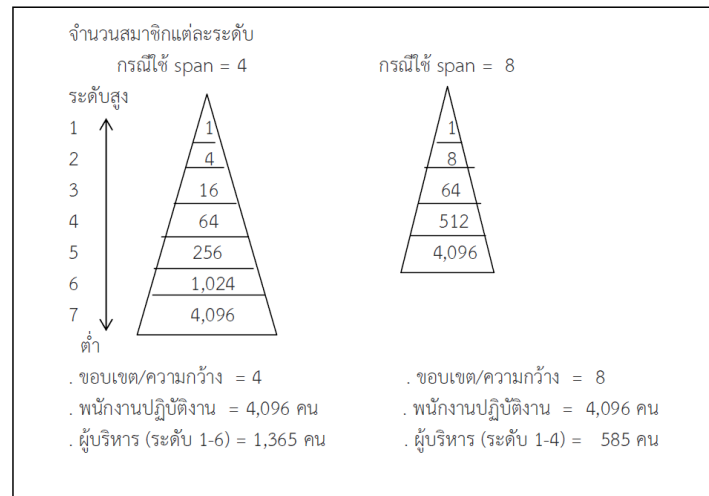 จำนวนสมาชิกแต่ละระดับ
กรณีใช้ span = 4 กรณีใช้ span = 8
ระดับสูง
1 1 1
2 4 8
3 16 64
4 64 512
5 256 4,096
6 1,024
7 4,096
ต่ำ
. ขอบเขต/ความกว้าง = 4 . ขอบเขต/ความกว้าง = 8
. พนักงานปฏิบัติงาน = 4,096 คน . พนักงานปฏิบัติงาน = 4,096 คน
. ผู้บริหาร (ระดับ 1-6) = 1,365 คน . ผู้บริหาร (ระดับ 1-4) = 585 คน